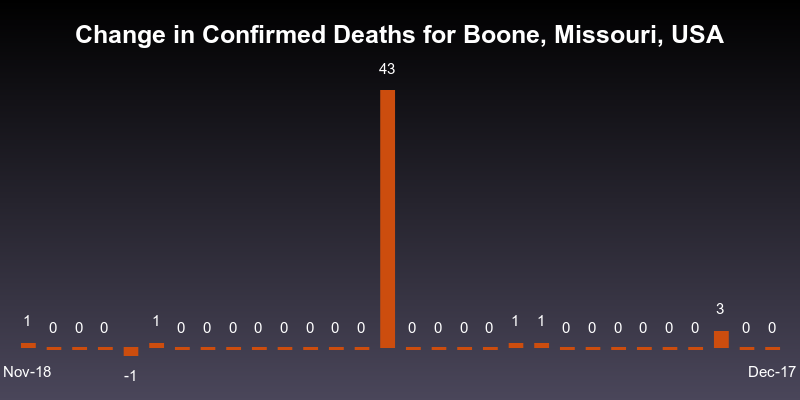 Change in Confirmed Deaths for Boone, Missouri, USA
43
1 0 0 0 -1 1 0 0 0 0 0 0 0 0 0 0 0 0 1 1 0 0 0 0 0 0 3 0 0
Nov-18 Dec-17